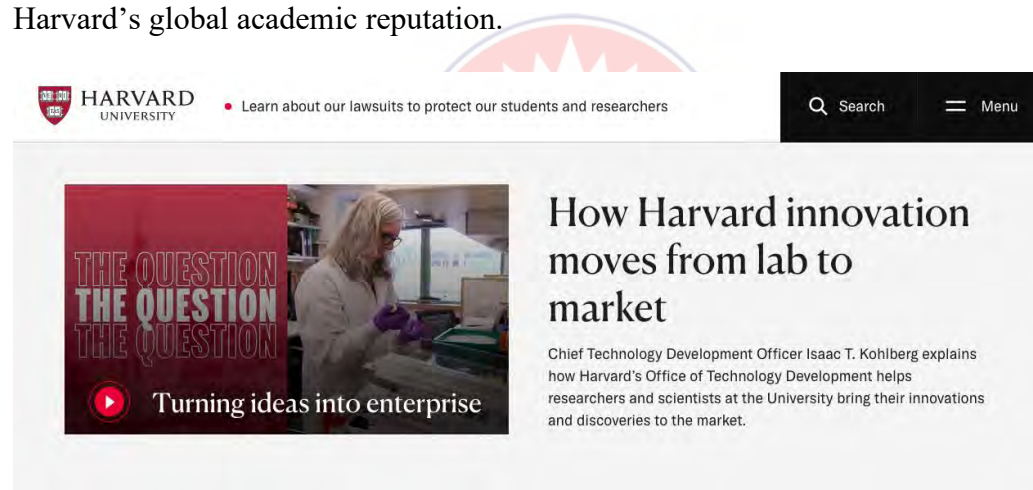 Harvard’s global academic reputation.
HARVARD
UNIVERSITY
Learn about our lawsuits to protect our students and researchers
Search
Menu
THE QUESTION
THE QUESTION
THE QUESTION
Turning ideas into enterprise
How Harvard innovation
moves from lab to
market
Chief Technology Development Officer Isaac T. Kohlberg explains
how Harvard’s Office of Technology Development helps
researchers and scientists at the University bring their innovations
and discoveries to the market.